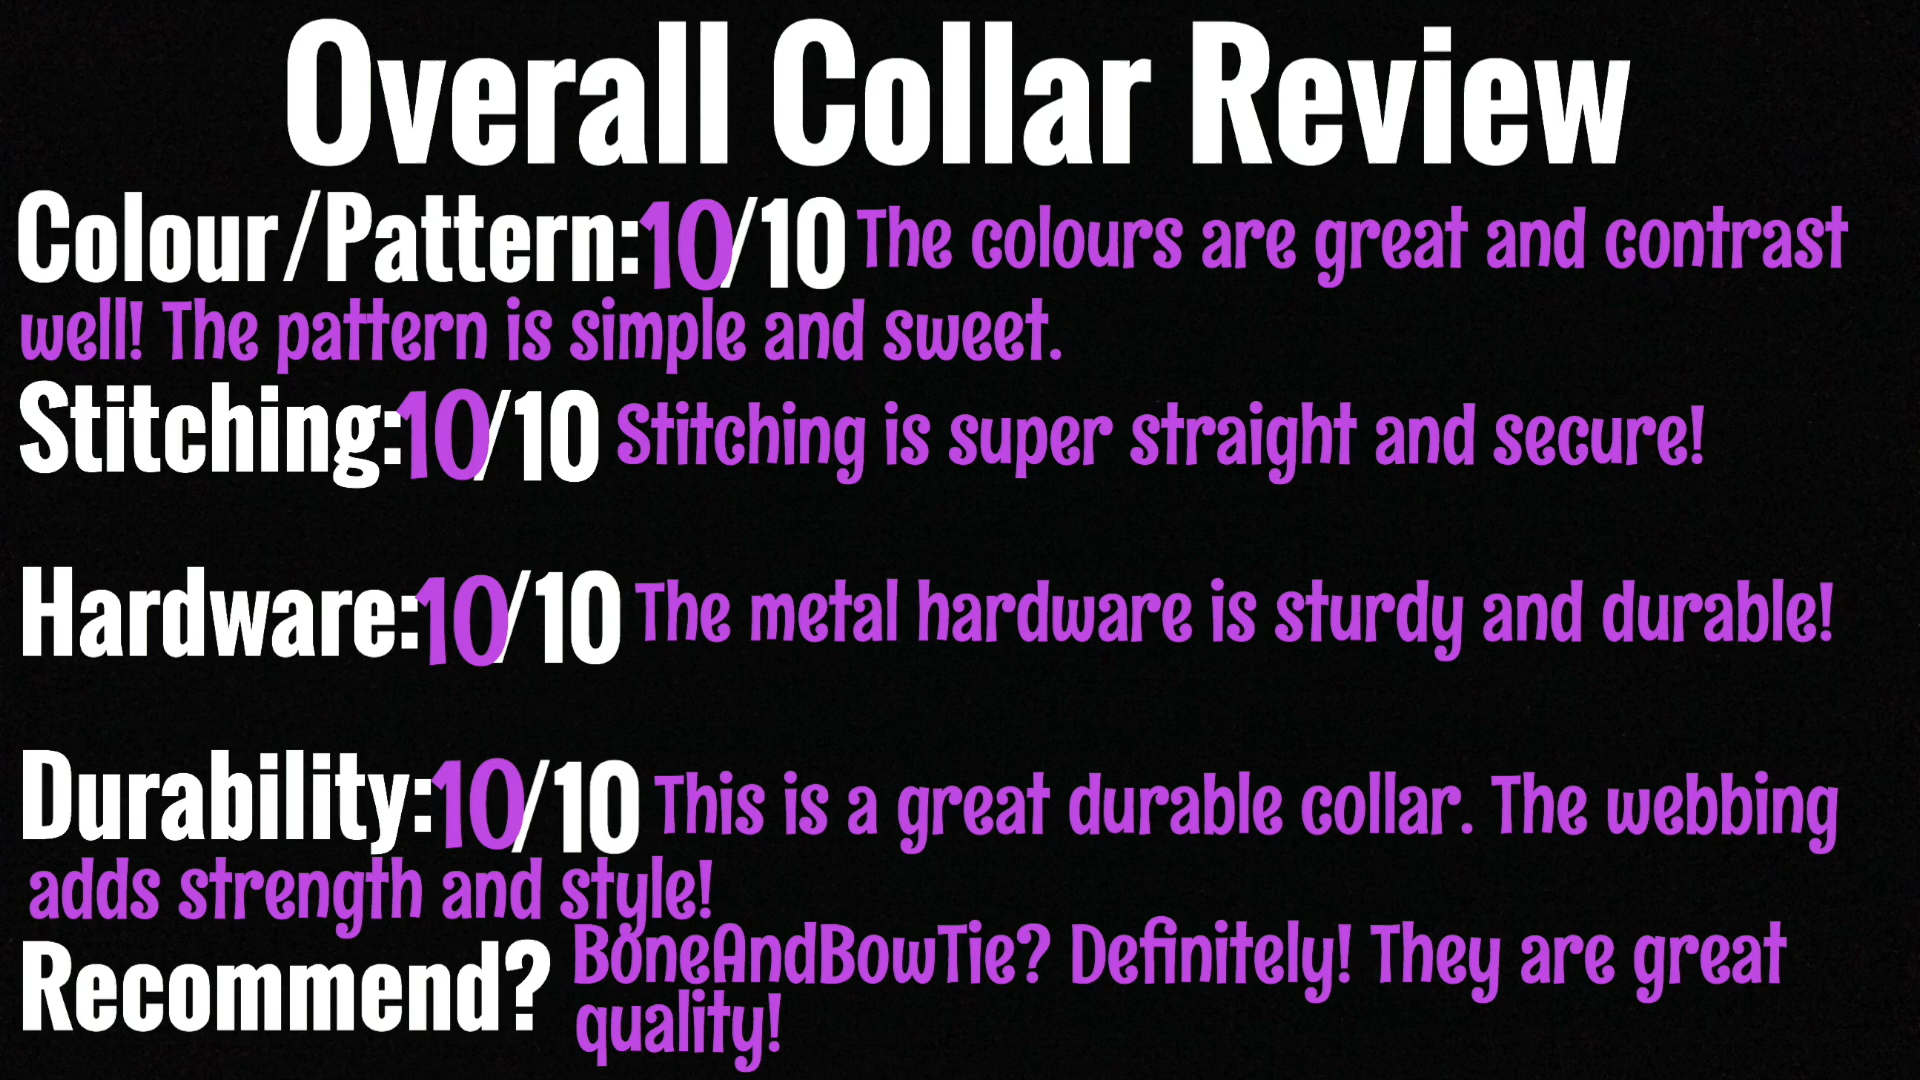 Overall Collar Review
Colour/Pattern:10/10 The colours are great and contrast
well! The pattern is simple and sweet.
Stitching:10/10 Stitching is super straight and secure!
Hardware:10/10 The metal hardware is sturdy and durable!
Durability:10/10 This is a great durable collar. The webbing
adds strength and style!
Recommend? BoneAndBowTie? Definitely! They are great
quality!